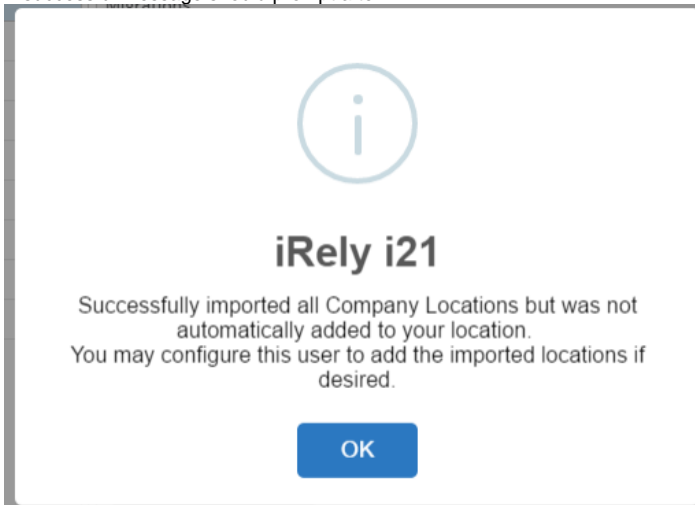 iRely i21
Successfully imported all Company Locations but was not
automatically added to your location.
You may configure this user to add the imported locations if
desired.
OK